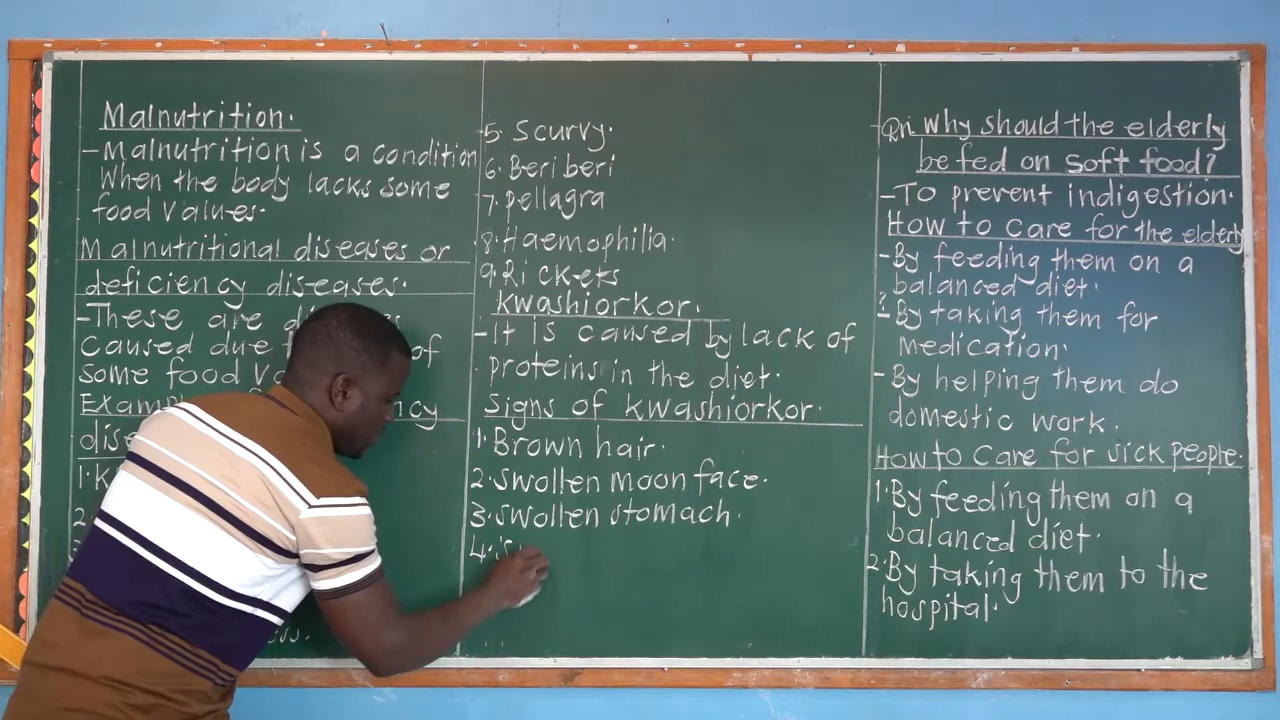 Malnutrition.
-Malnutrition is a condition
When the body lacks some
food values.
Malnutritional diseases or
deficiency diseases.
-These are
caused due of
some food
disease
1.
2
5. Scurvy.
6. Beri beri
7. pellagra
8. Haemophilia.
9. Rickets
Kwashiorkor.
-It is caused by lack of
proteins in the diet.
Signs of kwashiorkor.
1. Brown hair.
2. Swollen moon face.
3. Swollen stomach.
4.
Qn. Why should the elderly
be fed on soft food?
-To prevent indigestion.
How to care for the elderly
-By feeding them on a
balanced diet.
-By taking them for
medication.
-By helping them do
domestic work.
How to care for sick people.
1. By feeding them on a
balanced diet.
2. By taking them to the
hospital.